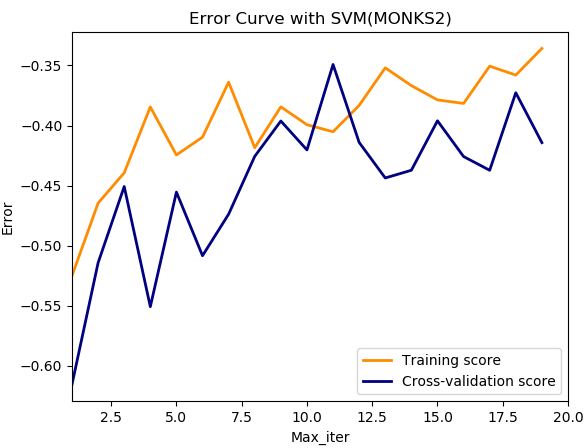 Error Curve with SVM(MONKS2)
−0.35
−0.40
−0.45
−0.50
−0.55
−0.60
Error
Training score
Cross-validation score
2.5 5.0 7.5 10.0 12.5 15.0 17.5 20.0
Max_iter